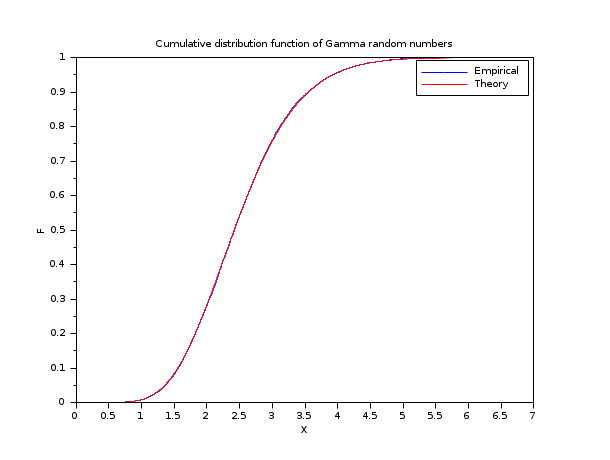 Cumulative distribution function of Gamma random numbers
Empirical
Theory
1
0.9
0.8
0.7
0.6
0.5
0.4
0.3
0.2
0.1
0
F
0 0.5 1 1.5 2 2.5 3 3.5 4 4.5 5 5.5 6 6.5 7
X